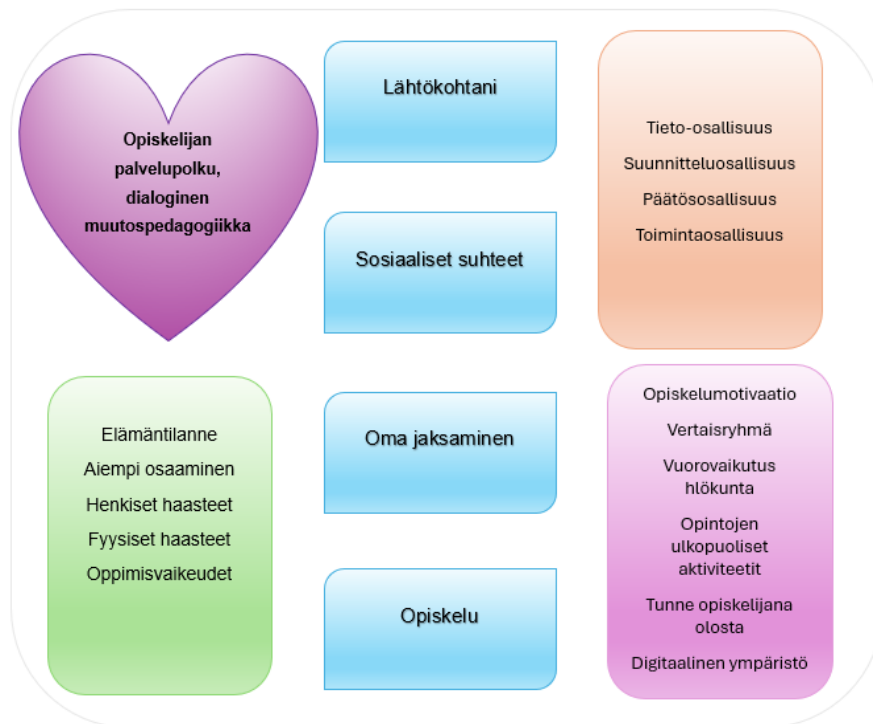 Opiskelijan
palvelupolku,
dialoginen
muutospedagogiikka
Lähtökohtani
Sosiaaliset suhteet
Oma jaksaminen
Opiskelu
Tieto-osallisuus
Suunnitteluosallisuus
Päätösosallisuus
Toimintaosallisuus
Elämäntilanne
Aiempi osaaminen
Henkiset haasteet
Fyysiset haasteet
Oppimisvaikeudet
Opiskelumotivaatio
Vertaisryhmä
Vuorovaikutus
hlökunta
Opintojen
ulkopuoliset
aktiviteetit
Tunne opiskelijana
olosta
Digitaalinen ympäristö